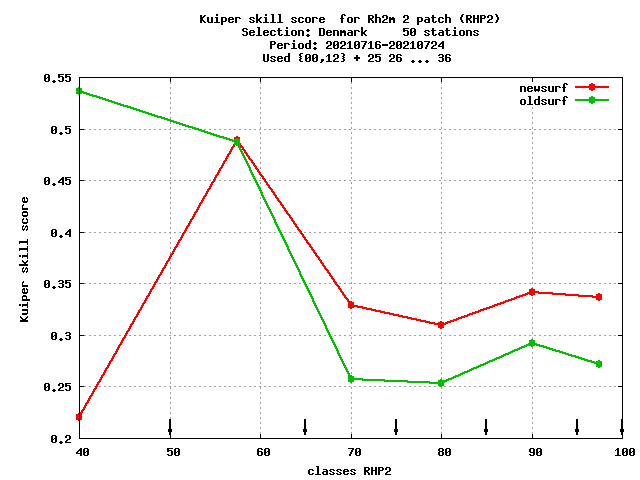 Kuiper skill score  for Rh2m 2 patch (RHP2)
Selection: Denmark     50 stations
Period: 20210716-20210724
Used {00,12} + 25 26 ... 36
newsurf
oldsurf
Kuiper skill score
0.55
0.5
0.45
0.4
0.35
0.3
0.25
0.2
40 50 60 70 80 90 100
classes RHP2